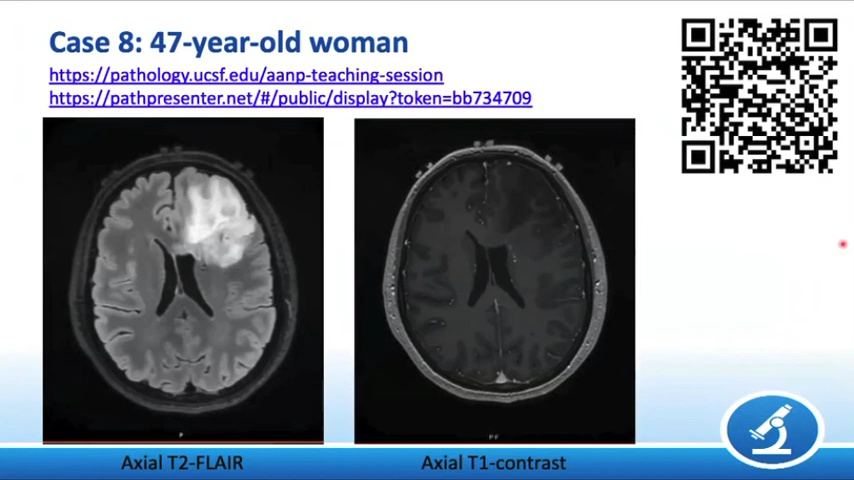 Case 8: 47-year-old woman
https://pathology.ucsf.edu/aanp-teaching-session
https://pathpresenter.net/#/public/display?token=bb734709
Axial T2-FLAIR
Axial T1-contrast